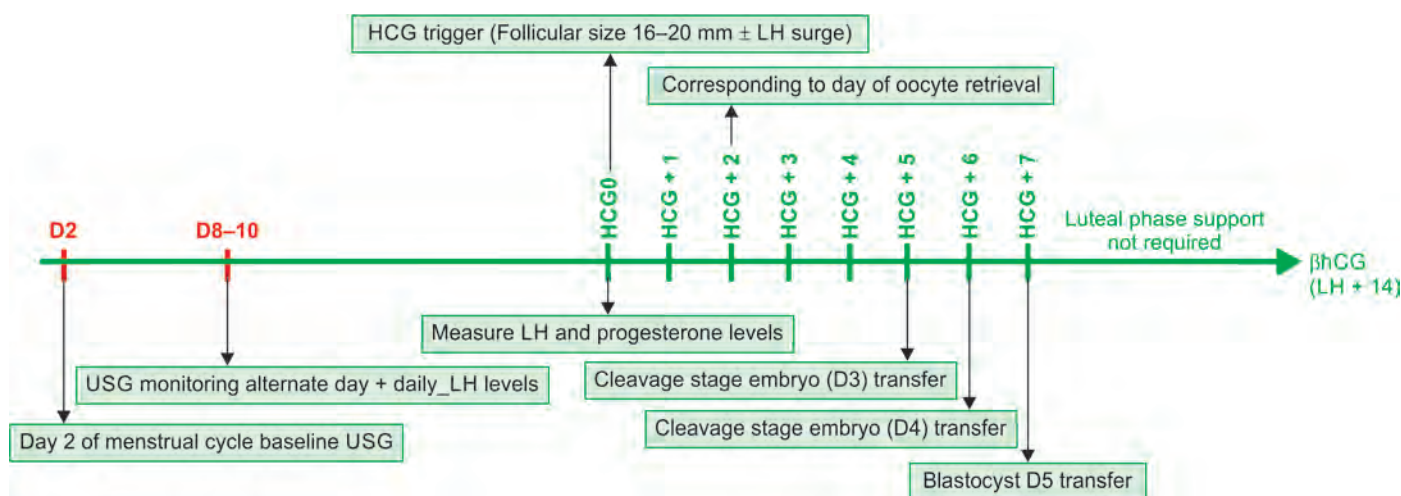 HCG trigger (Follicular size 16–20 mm ± LH surge)
Corresponding to day of oocyte retrieval
D2
D8–10
HCG0
HCG + 1
HCG + 2
HCG + 3
HCG + 4
HCG + 5
HCG + 6
HCG + 7
Luteal phase support
not required
βhCG
(LH + 14)
Measure LH and progesterone levels
USG monitoring alternate day + daily_LH levels
Cleavage stage embryo (D3) transfer
Day 2 of menstrual cycle baseline USG
Cleavage stage embryo (D4) transfer
Blastocyst D5 transfer